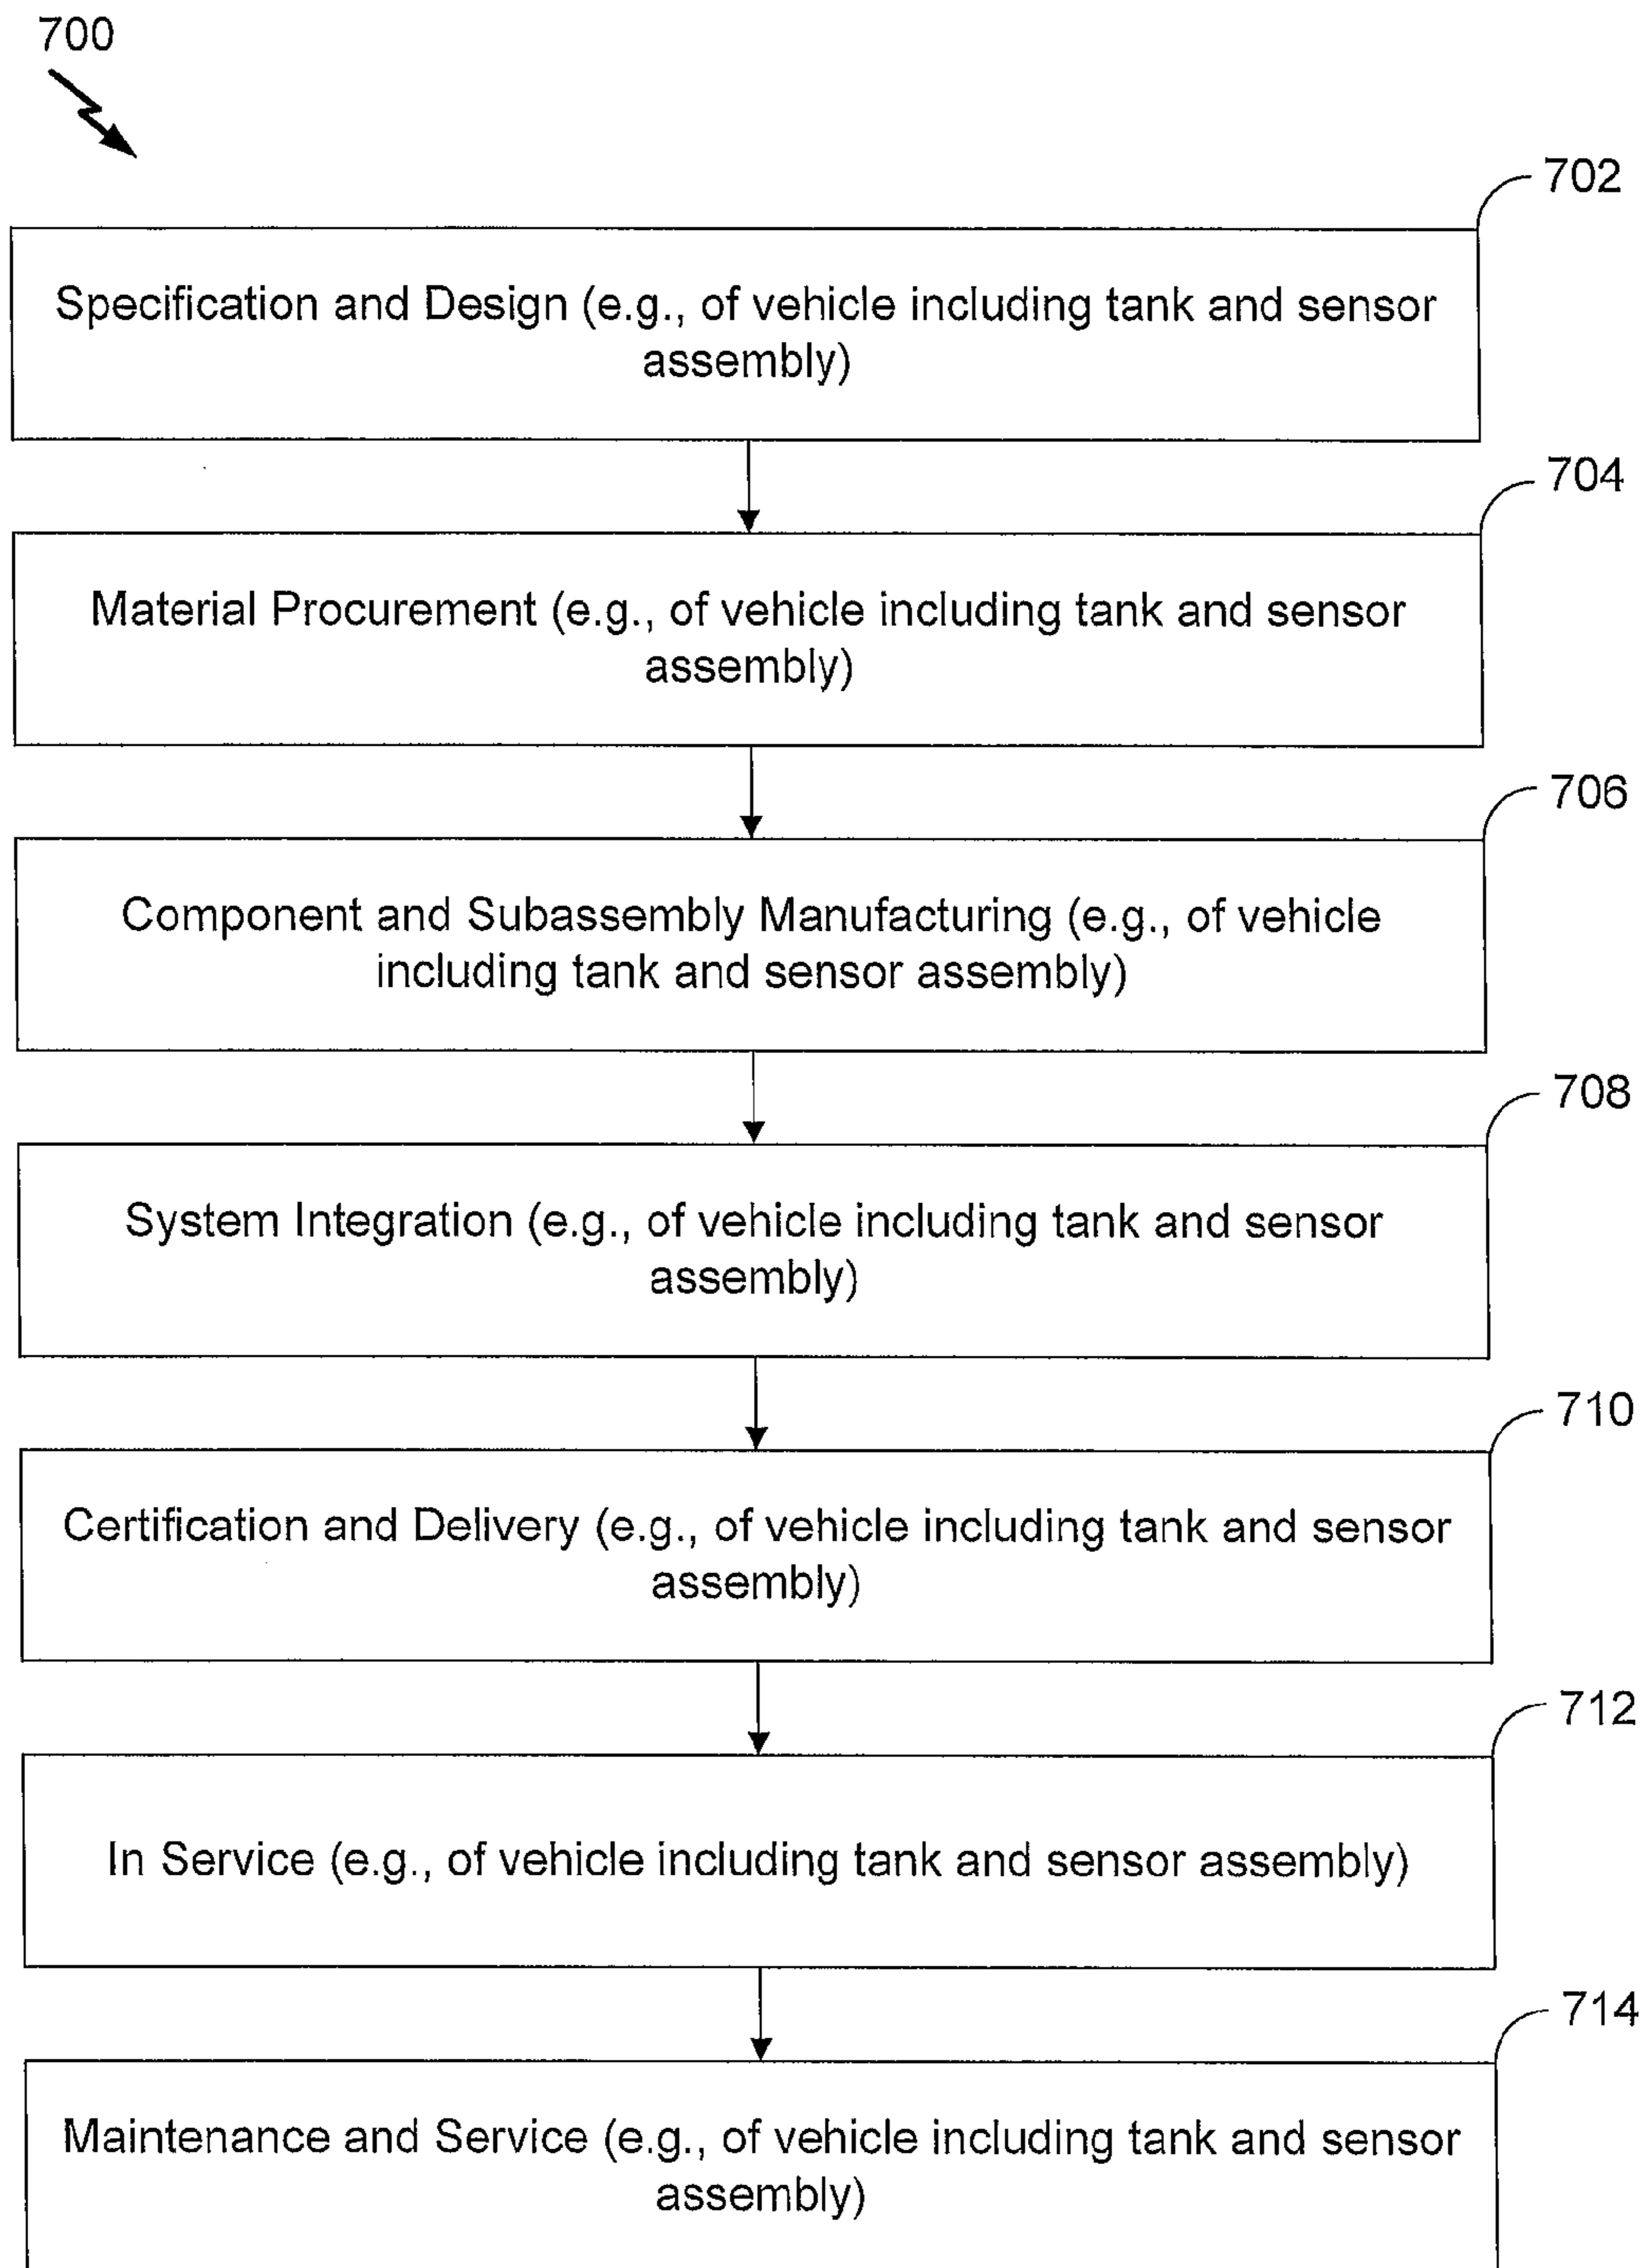 700
702
Specification and Design (e.g., of vehicle including tank and sensor
assembly)
704
Material Procurement (e.g., of vehicle including tank and sensor
assembly)
706
Component and Subassembly Manufacturing (e.g., of vehicle
including tank and sensor assembly)
708
System Integration (e.g., of vehicle including tank and sensor
assembly)
710
Certification and Delivery (e.g., of vehicle including tank and sensor
assembly)
712
In Service (e.g., of vehicle including tank and sensor assembly)
714
Maintenance and Service (e.g., of vehicle including tank and sensor
assembly)